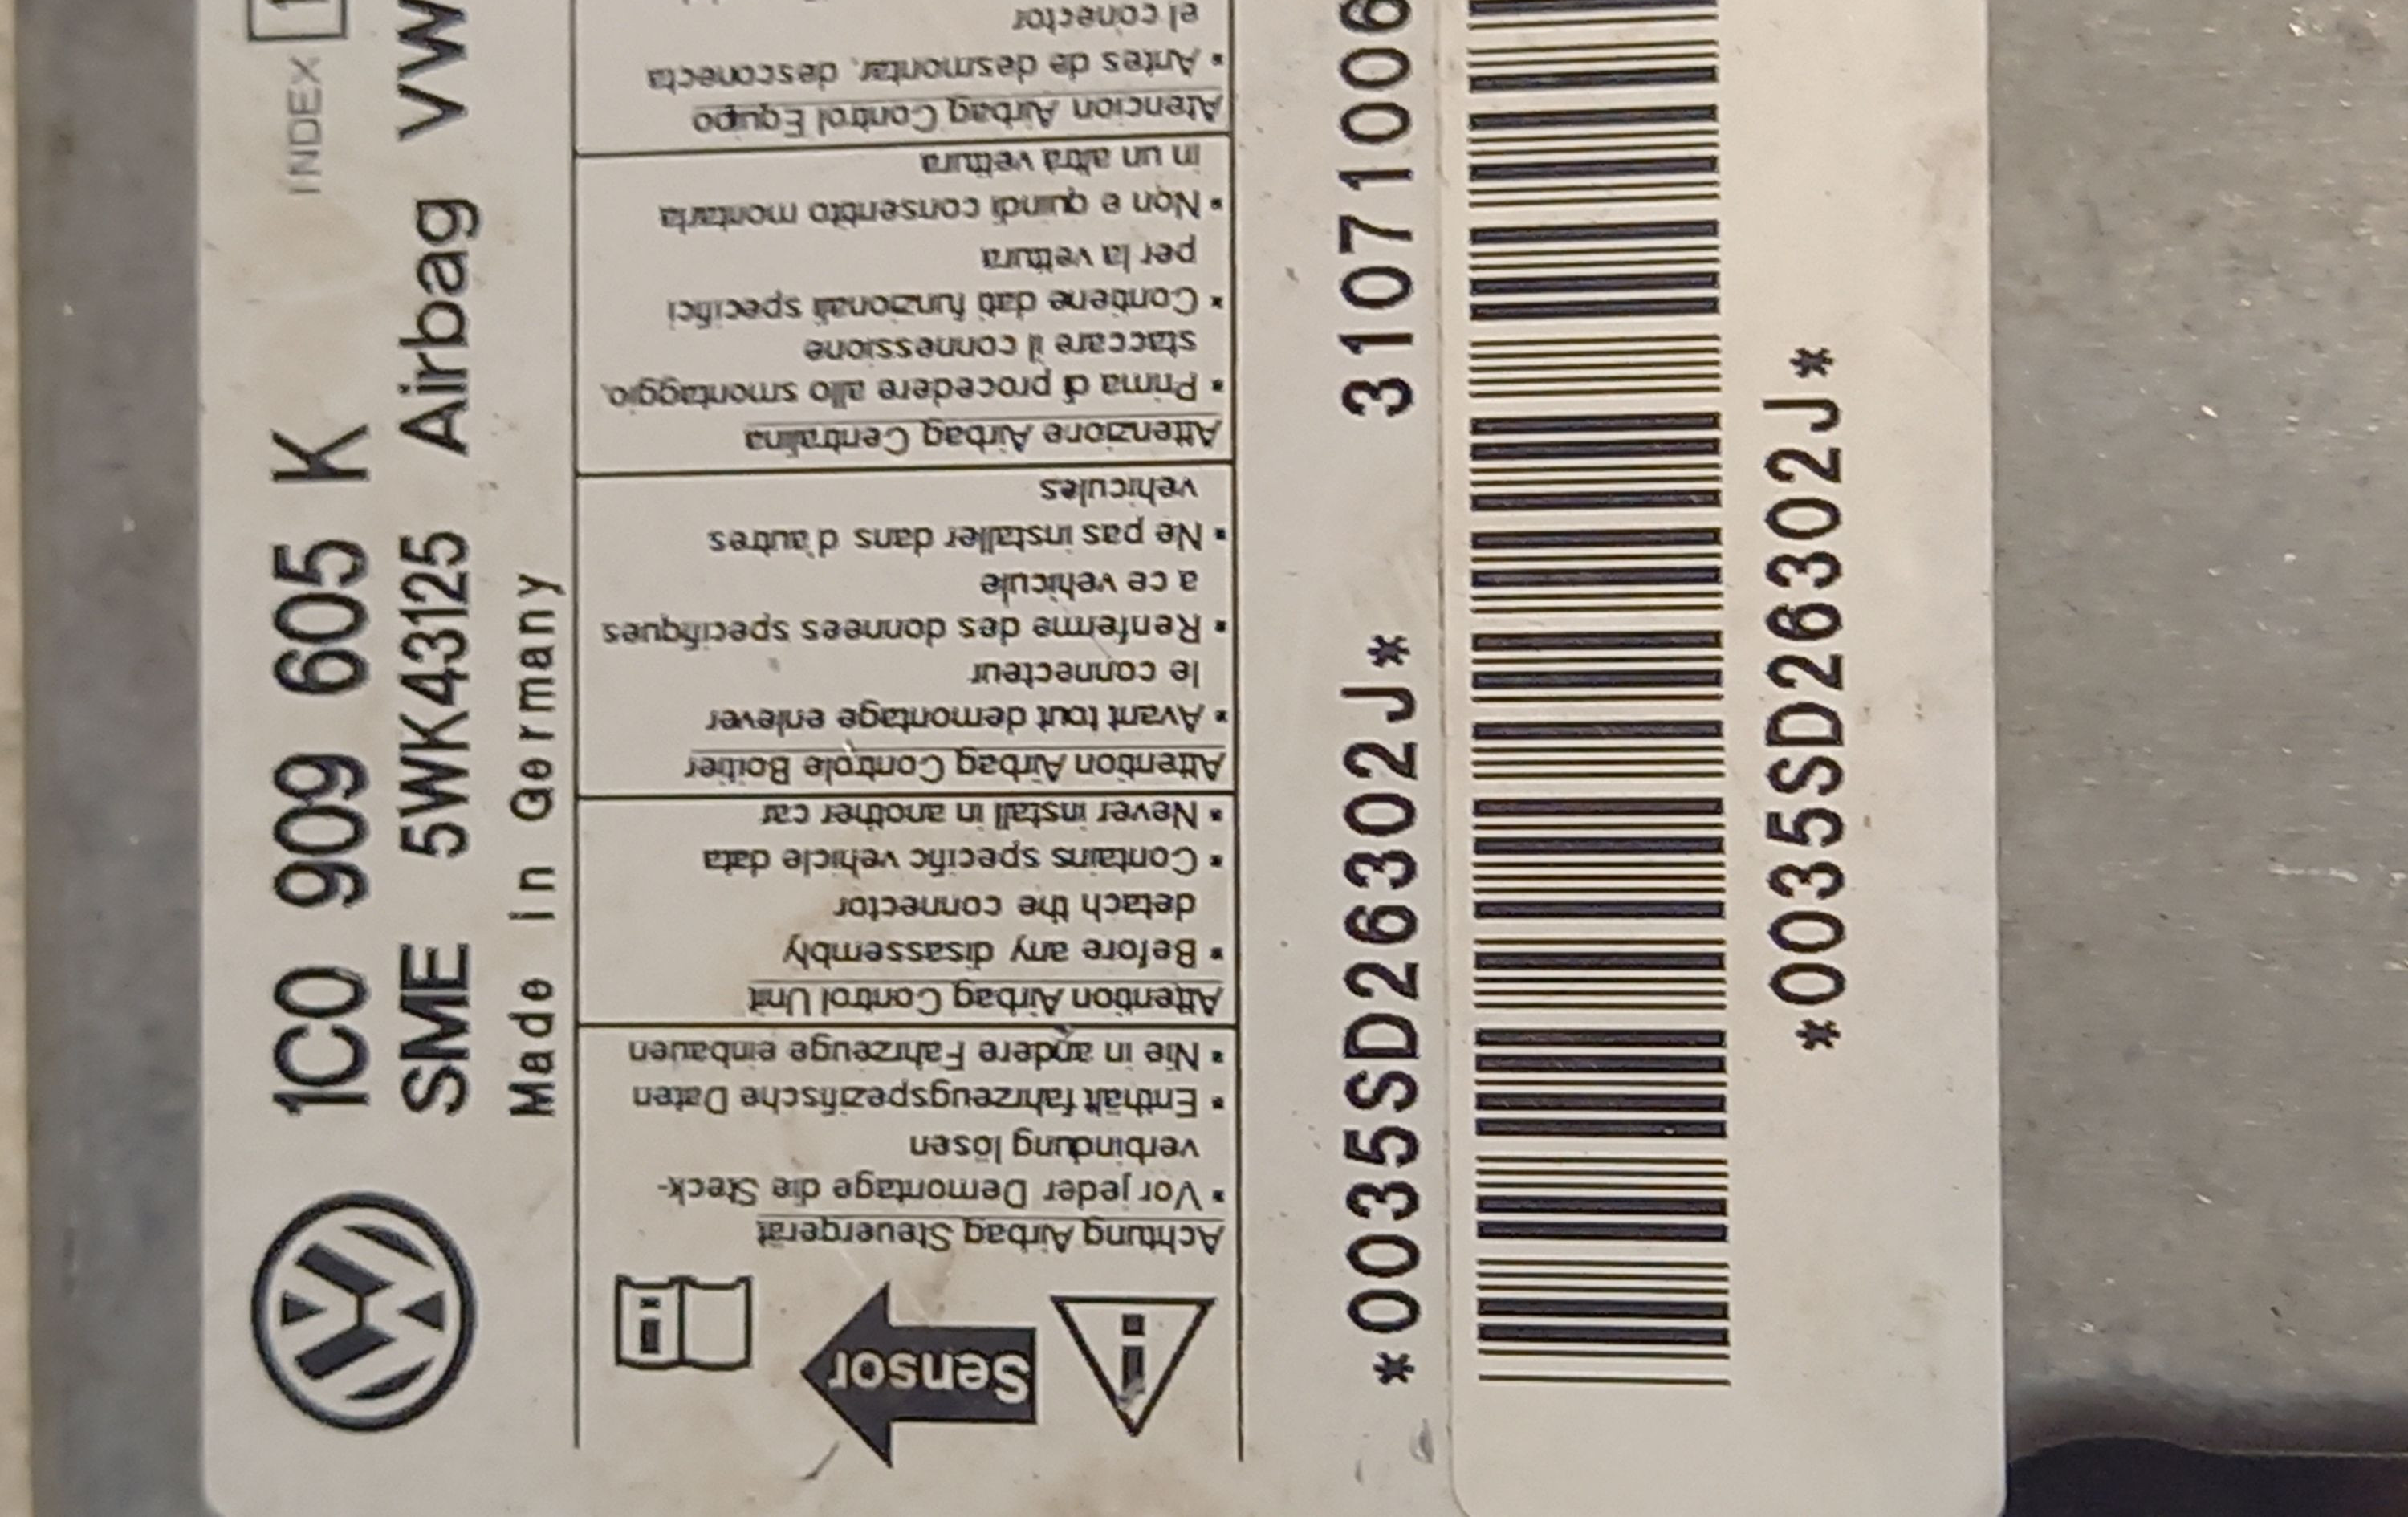 1C0 909 605 K
INDEX
SME 5WK43125 Airbag VW
Made in Germany
Sensor
Achtung Airbag Steuergerät
▪ Vor jeder Demontage die Steck-
verbindung lösen
▪ Enthält fahrzeugspezifische Daten
▪ Nie in andere Fahrzeuge einbauen
Attention Airbag Control Unit
▪ Before any disassembly
detach the connector
▪ Contains specific vehicle data
▪ Never install in another car
Attention Airbag Controle Boitier
▪ Avant tout demontage enlever
le connecteur
▪ Renferme des donnees specifiques
a ce vehicule
▪ Ne pas installer dans d'autres
vehicules
Attenzione Airbag Centralina
▪ Prima di procedere allo smontaggio,
staccare il connessione
▪ Contiene dati funzionali specifici
per la vettura
▪ Non e quindi consentito montarla
in un altra vettura
Atencion Airbag Control Equipo
▪ Antes de desmontar, desconecta
el conector
*0035SD26302J* 31071006
*0035SD26302J*